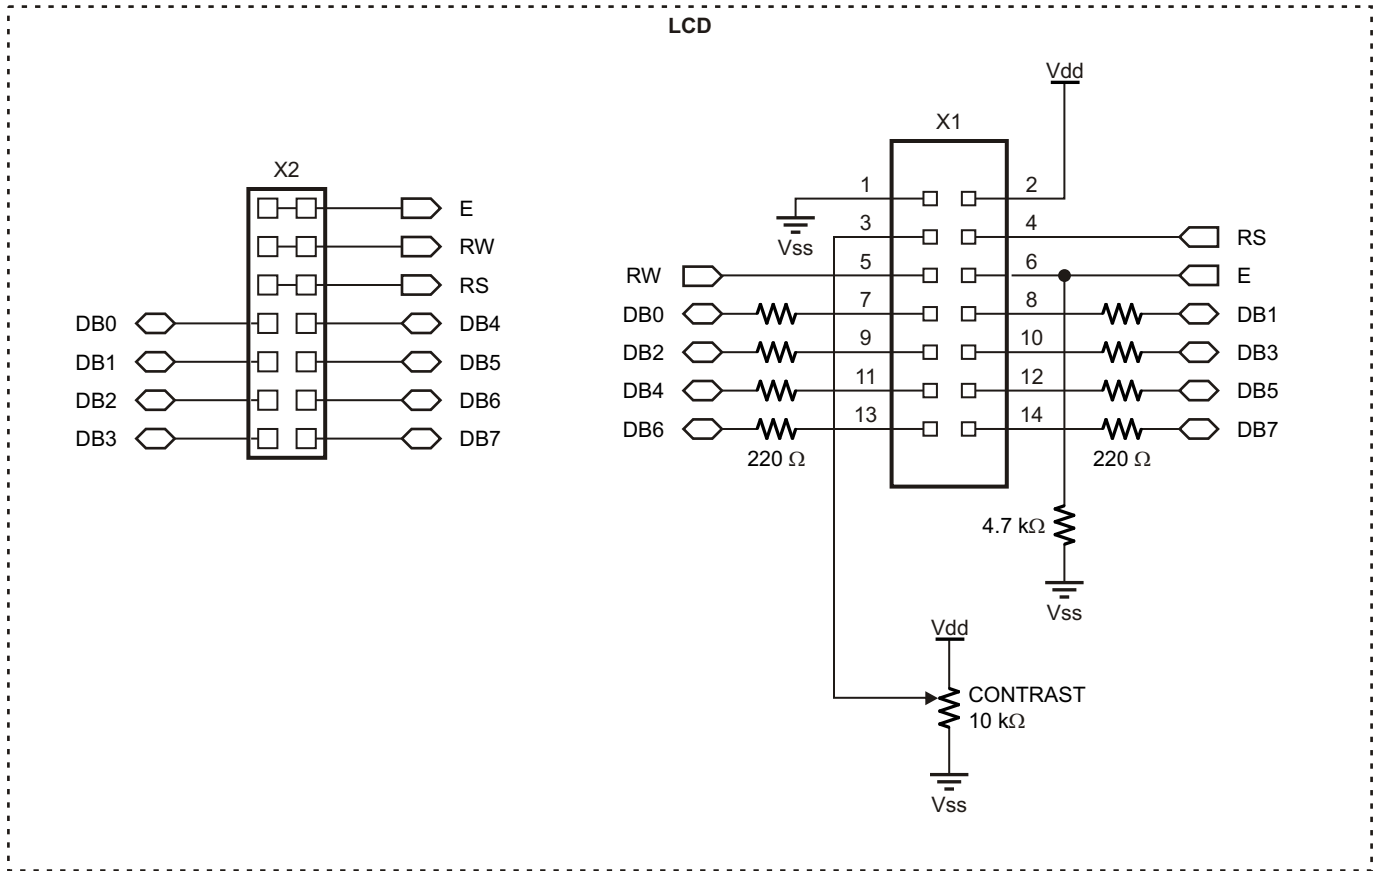 LCD
X2
E
RW
RS
DB0 DB4
DB1 DB5
DB2 DB6
DB3 DB7
Vdd
X1
1 2
Vss
3 4 RS
RW 5 6 E
DB0 7 8 DB1
DB2 9 10 DB3
DB4 11 12 DB5
DB6 13 14 DB7
220 Ω 220 Ω
4.7 kΩ
Vss
Vdd
CONTRAST
10 kΩ
Vss